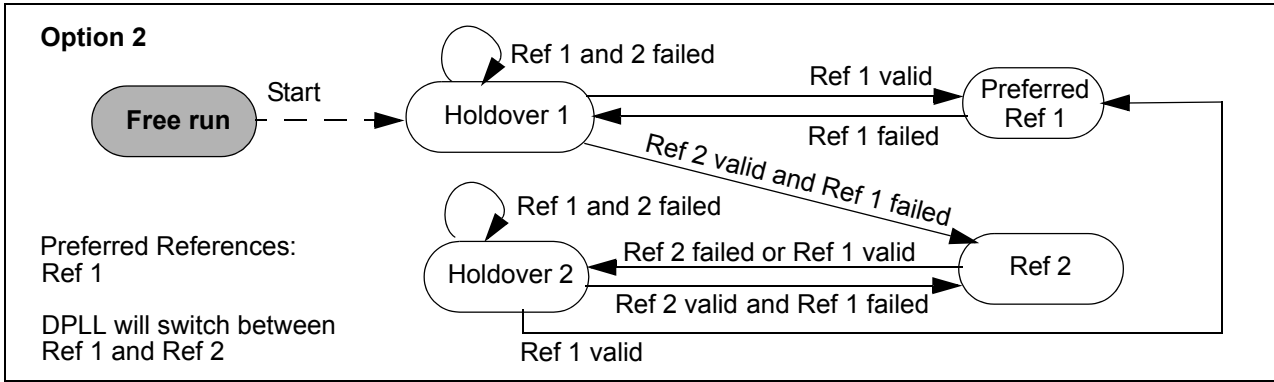 Option 2
Ref 1 and 2 failed
Start
Free run
Holdover 1
Ref 1 valid
Preferred
Ref 1
Ref 1 failed
Ref 2 valid and Ref 1 failed
Ref 1 and 2 failed
Preferred References:
Ref 1
Holdover 2
Ref 2 failed or Ref 1 valid
Ref 2
Ref 2 valid and Ref 1 failed
DPLL will switch between
Ref 1 and Ref 2
Ref 1 valid